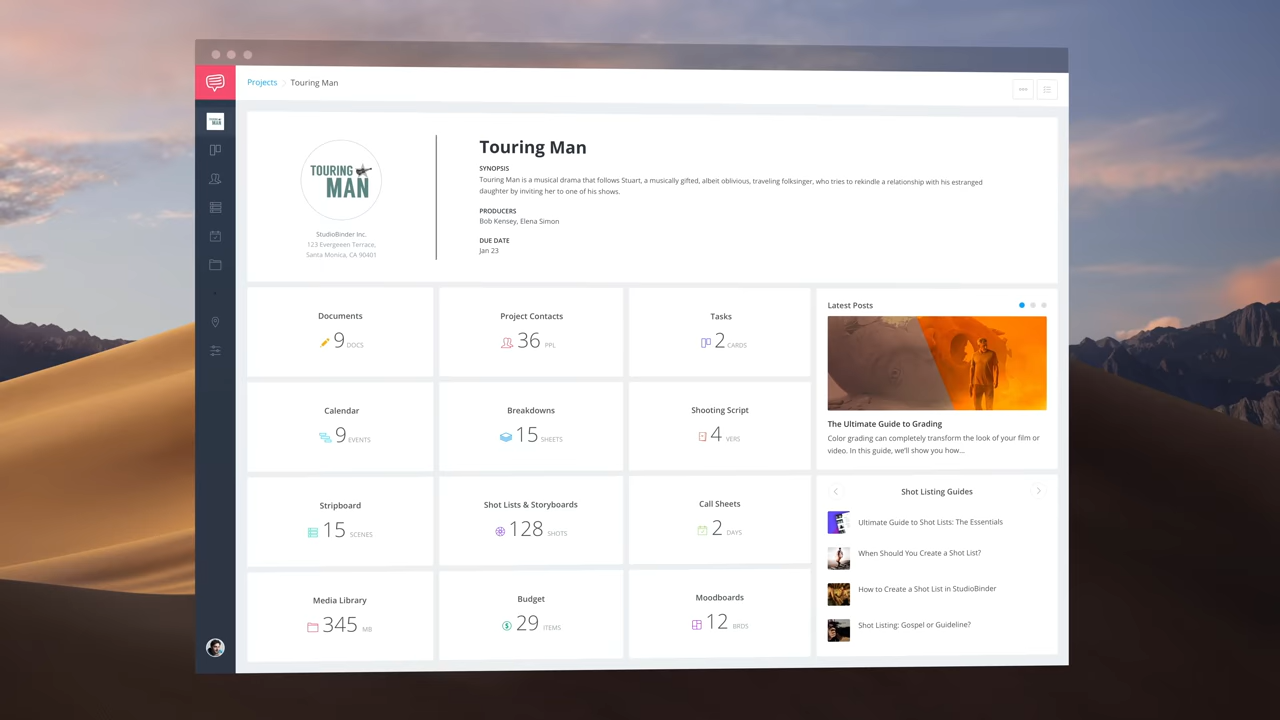 Projects > Touring Man
TOURING MAN
TOURING
MAN
StudioBinder Inc.
123 Evergeeen Terrace,
Santa Monica, CA 90401
Touring Man
SYNOPSIS
Touring Man is a musical drama that follows Stuart, a musically gifted, albeit oblivious, traveling folksinger, who tries to rekindle a relationship with his estranged
daughter by inviting her to one of his shows.
PRODUCERS
Bob Kensey, Elena Simon
DUE DATE
Jan 23
Documents
9 DOCS
Project Contacts
36 PPL
Tasks
2 CARDS
Calendar
9 EVENTS
Breakdowns
15 SHEETS
Shooting Script
4 VERS
Stripboard
15 SCENES
Shot Lists & Storyboards
128 SHOTS
Call Sheets
2 DAYS
Media Library
345 MB
Budget
$ 29 ITEMS
Moodboards
12 BRDS
Latest Posts
The Ultimate Guide to Grading
Color grading can completely transform the look of your film or
video. In this guide, we'll show you how...
Shot Listing Guides
Ultimate Guide to Shot Lists: The Essentials
When Should You Create a Shot List?
How to Create a Shot List in StudioBinder
Shot Listing: Gospel or Guideline?